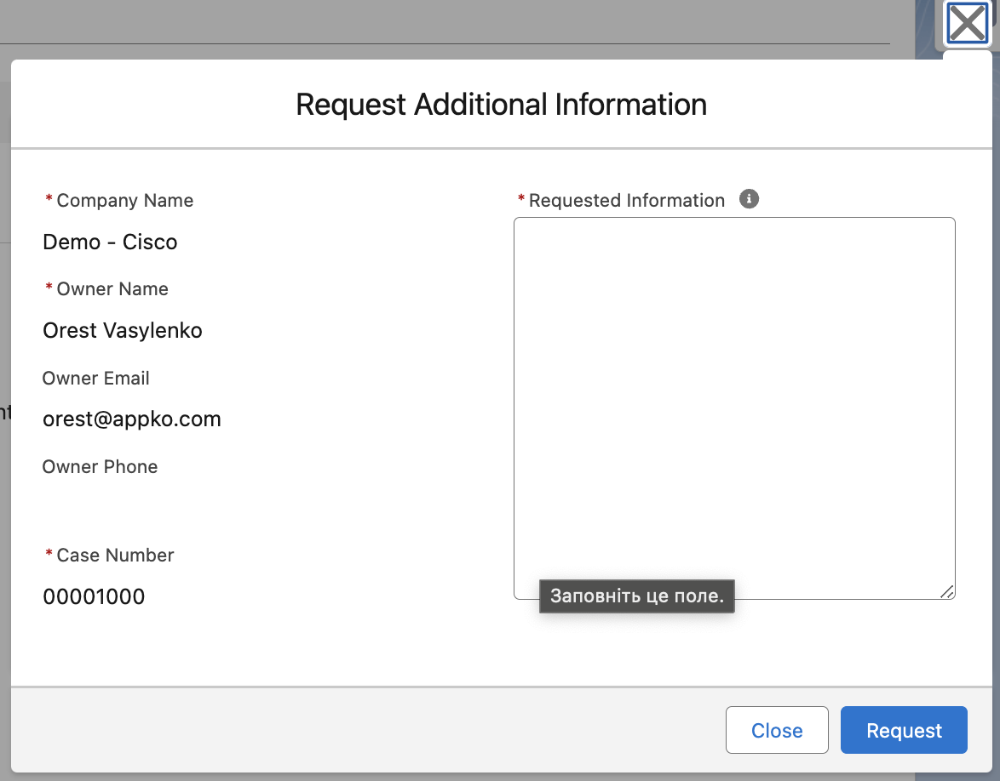 Request Additional Information
* Company Name
Demo - Cisco
* Owner Name
Orest Vasylenko
Owner Email
orest@appko.com
Owner Phone
* Case Number
00001000
* Requested Information
Заповніть це поле.
Close
Request